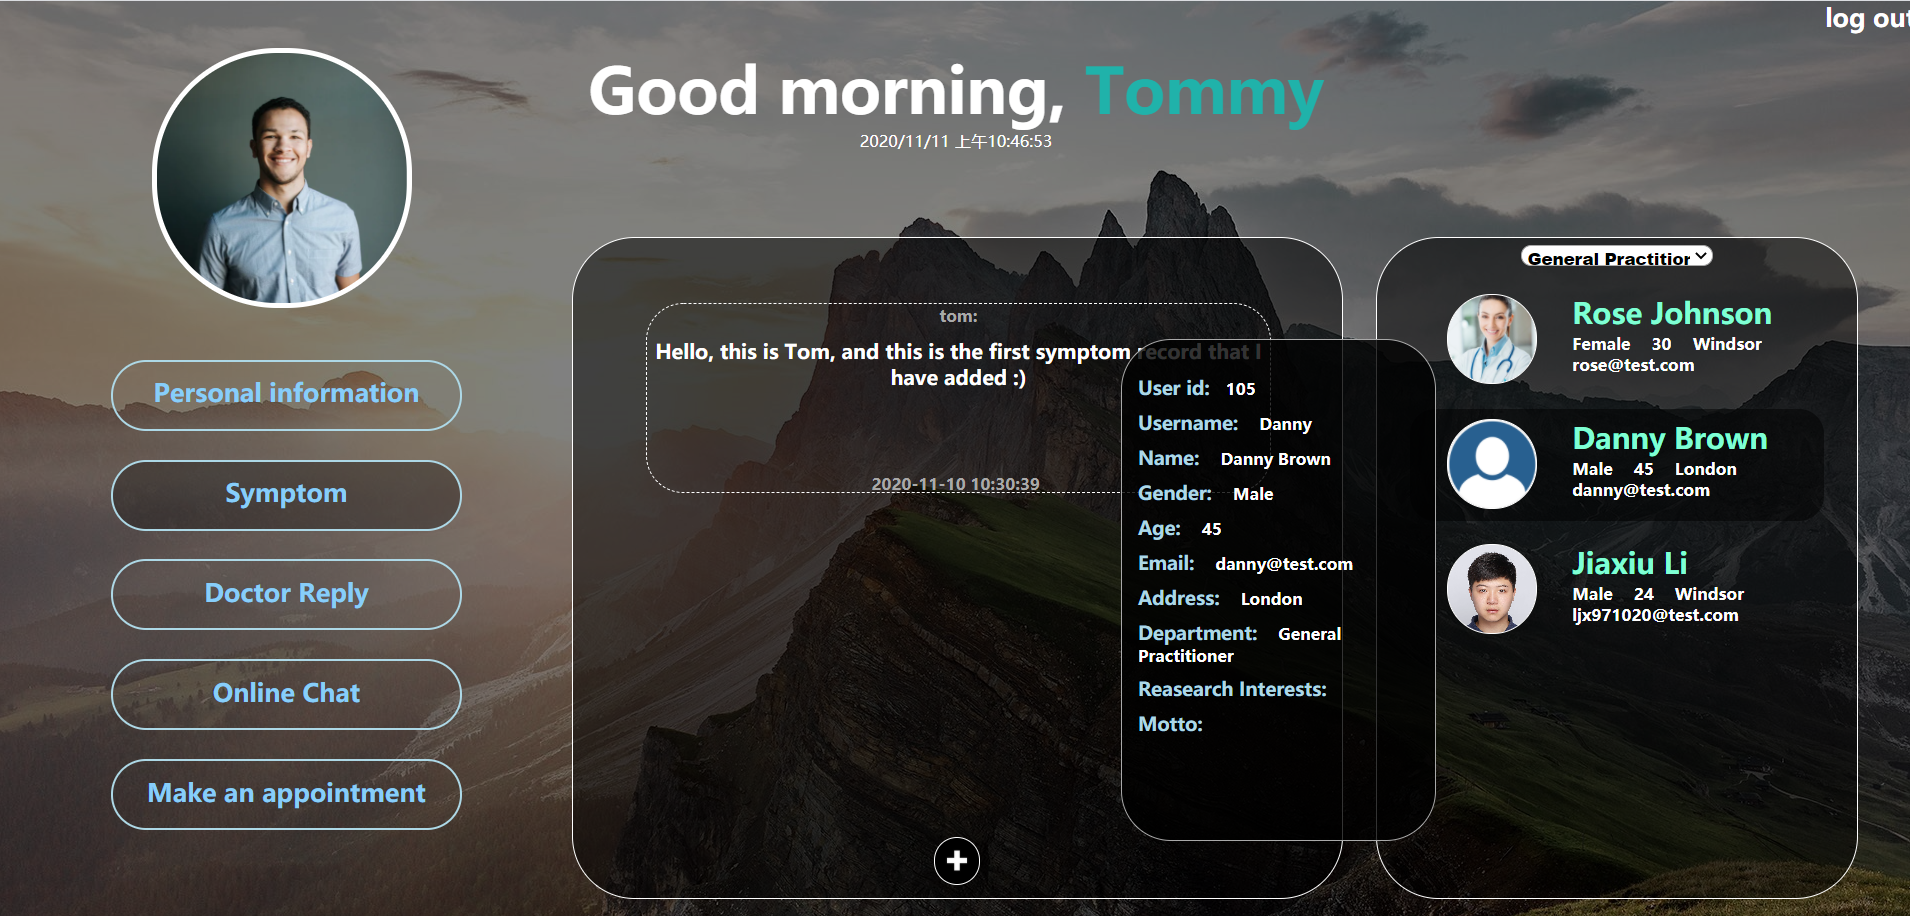 log out
Good morning, Tommy
2020/11/11 上午10:46:53
Personal information
Symptom
Doctor Reply
Online Chat
Make an appointment
tom:
Hello, this is Tom, and this is the first symptom record that I
have added :)
2020-11-10 10:30:39
User id: 105
Username: Danny
Name: Danny Brown
Gender: Male
Age: 45
Email: danny@test.com
Address: London
Department: General
Practitioner
Reasearch Interests:
Motto:
General Practitior
Rose Johnson
Female 30 Windsor
rose@test.com
Danny Brown
Male 45 London
danny@test.com
Jiaxiu Li
Male 24 Windsor
ljx971020@test.com